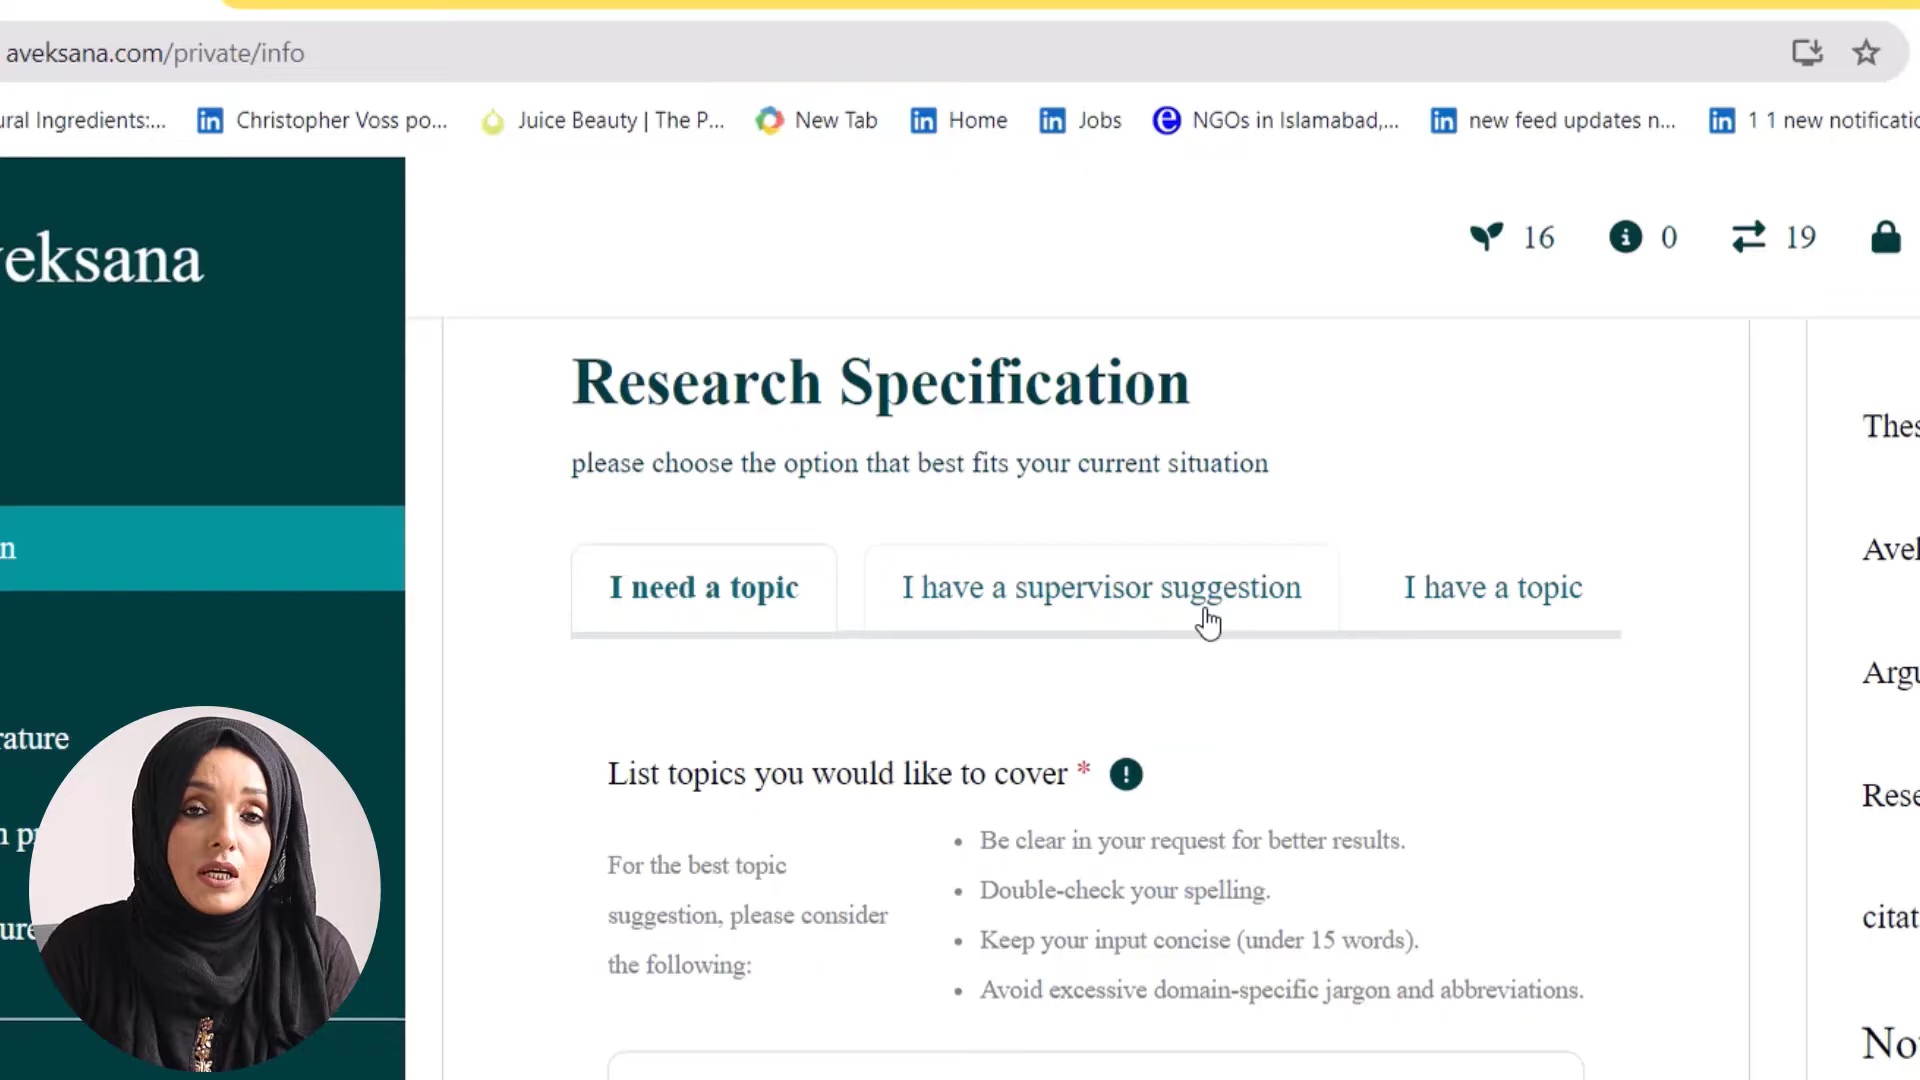 aveksana.com/private/info
ural Ingredients:...
Christopher Voss po...
Juice Beauty | The P...
New Tab
Home
Jobs
NGOs in Islamabad,...
new feed updates n...
1 1 new notificatio
veksana
16
0
19
Research Specification
please choose the option that best fits your current situation
n
I need a topic
I have a supervisor suggestion
I have a topic
List topics you would like to cover *
For the best topic
suggestion, please consider
the following:
• Be clear in your request for better results.
• Double-check your spelling.
• Keep your input concise (under 15 words).
• Avoid excessive domain-specific jargon and abbreviations.
rature
n pr
ure
Thes
Avek
Argu
Rese
citat
No